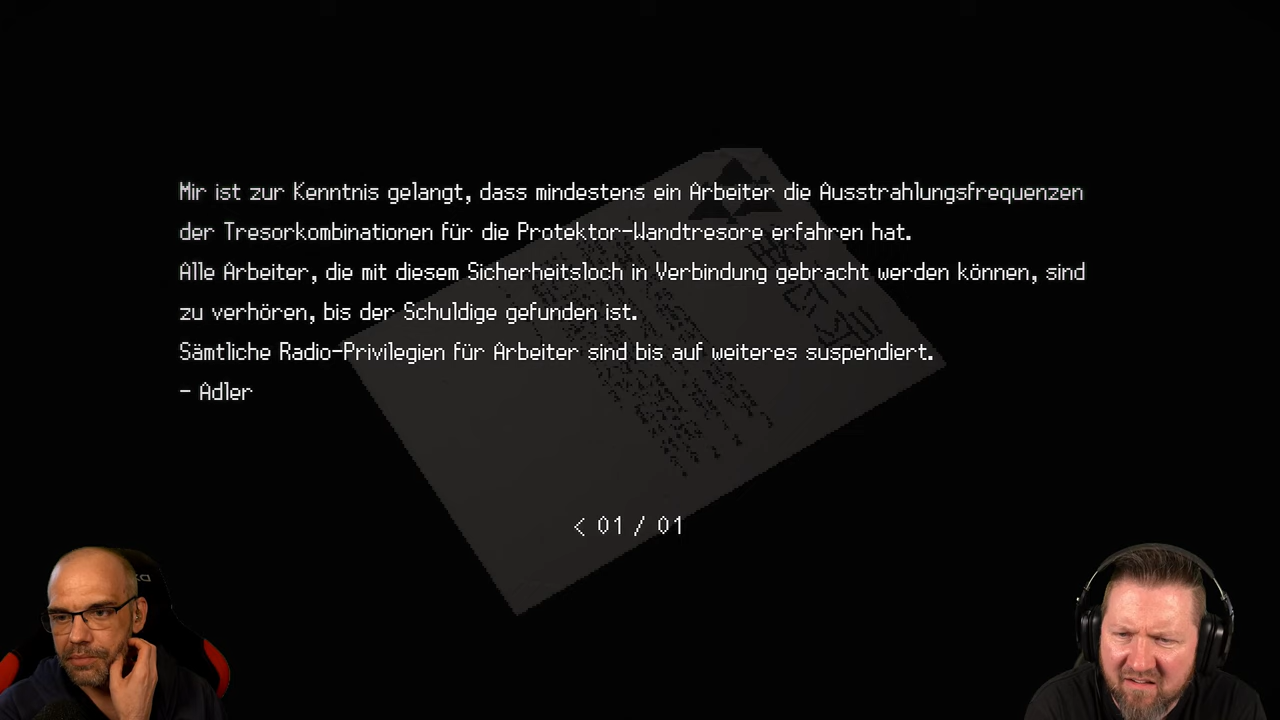 Mir ist zur Kenntnis gelangt, dass mindestens ein Arbeiter die Ausstrahlungsfrequenzen
der Tresorkombinationen für die Protektor-Wandtresore erfahren hat.
Alle Arbeiter, die mit diesem Sicherheitsloch in Verbindung gebracht werden können, sind
zu verhören, bis der Schuldige gefunden ist.
Sämtliche Radio-Privilegien für Arbeiter sind bis auf weiteres suspendiert.
- Adler
< 01 / 01